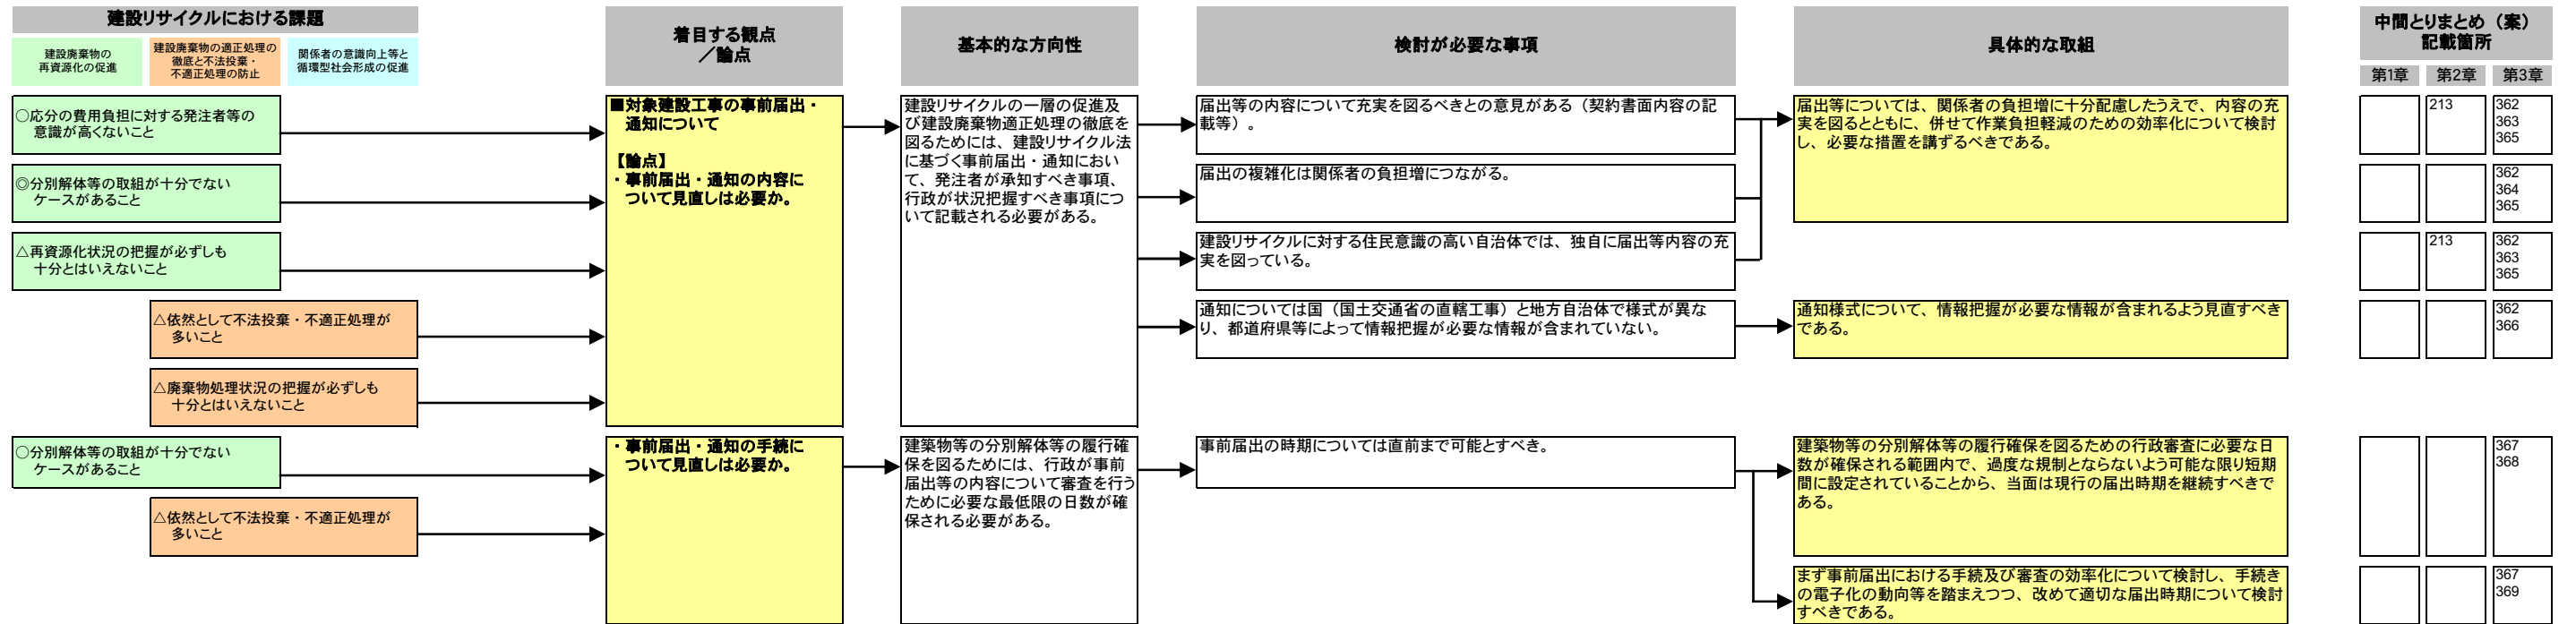 建設リサイクルにおける課題
建設廃棄物の
再資源化の促進
建設廃棄物の適正処理の
徹底と不法投棄・
不適正処理の防止
関係者の意識向上等と
循環型社会形成の促進
着目する観点
／論点
基本的な方向性
検討が必要な事項
具体的な取組
中間とりまとめ（案）
記載箇所
第1章
第2章
第3章
○応分の費用負担に対する発注者等の
意識が高くないこと
◎分別解体等の取組が十分でない
ケースがあること
△再資源化状況の把握が必ずしも
十分とはいえないこと
△依然として不法投棄・不適正処理が
多いこと
△廃棄物処理状況の把握が必ずしも
十分とはいえないこと
■対象建設工事の事前届出・
通知について
【論点】
・事前届出・通知の内容に
ついて見直しは必要か。
建設リサイクルの一層の促進及
び建設廃棄物適正処理の徹底を
図るためには、建設リサイクル法
に基づく事前届出・通知におい
て、発注者が承知すべき事項、
行政が状況把握すべき事項につ
いて記載される必要がある。
届出等の内容について充実を図るべきとの意見がある（契約書面内容の記
載等）。
届出の複雑化は関係者の負担増につながる。
建設リサイクルに対する住民意識の高い自治体では、独自に届出等内容の充
実を図っている。
通知については国（国土交通省の直轄工事）と地方自治体で様式が異な
り、都道府県等によって情報把握が必要な情報が含まれていない。
届出等については、関係者の負担増に十分配慮したうえで、内容の充
実を図るとともに、併せて作業負担軽減のための効率化について検討
し、必要な措置を講ずるべきである。
通知様式について、情報把握が必要な情報が含まれるよう見直すべき
である。
213
362
363
365
362
364
365
213
362
363
365
362
366
○分別解体等の取組が十分でない
ケースがあること
△依然として不法投棄・不適正処理が
多いこと
・事前届出・通知の手続に
ついて見直しは必要か。
建築物等の分別解体等の履行確
保を図るためには、行政が事前
届出等の内容について審査を行う
ために必要な最低限の日数が確
保される必要がある。
事前届出の時期については直前まで可能とすべき。
建築物等の分別解体等の履行確保を図るための行政審査に必要な日
数が確保される範囲内で、過度な規制とならないよう可能な限り短期
間に設定されていることから、当面は現行の届出時期を継続すべきで
ある。
まず事前届出における手続及び審査の効率化について検討し、手続き
の電子化の動向等を踏まえつつ、改めて適切な届出時期について検討
すべきである。
367
368
367
369